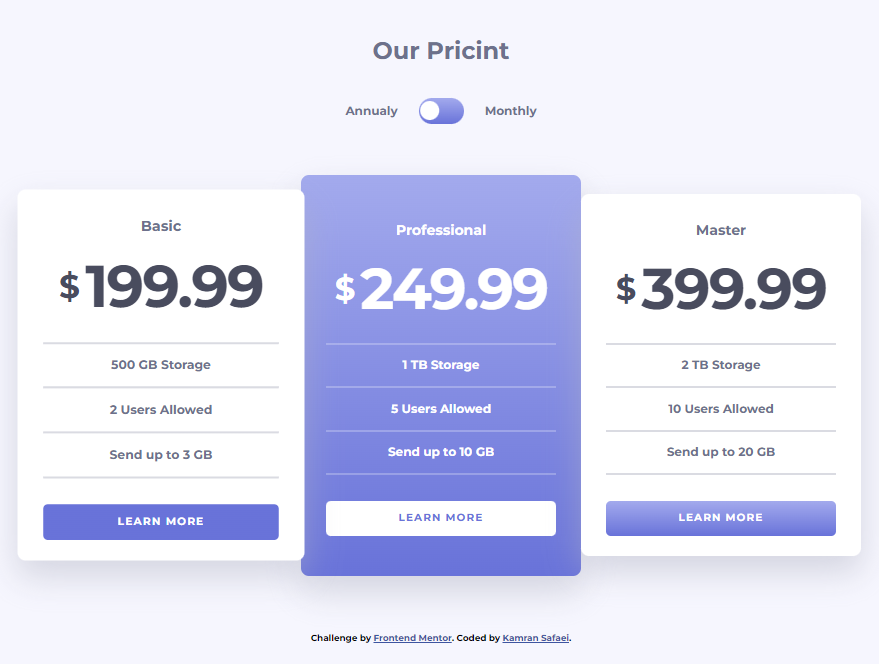 Our Pricint
Annualy Monthly
Basic
$199.99
500 GB Storage
2 Users Allowed
Send up to 3 GB
LEARN MORE
Professional
$249.99
1 TB Storage
5 Users Allowed
Send up to 10 GB
LEARN MORE
Master
$399.99
2 TB Storage
10 Users Allowed
Send up to 20 GB
LEARN MORE
Challenge by Frontend Mentor. Coded by Kamran Safaei.